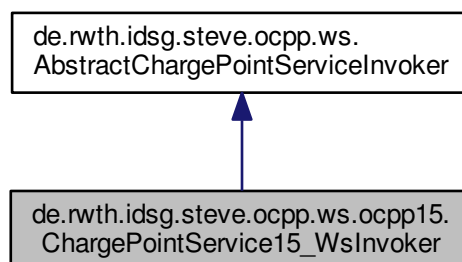 de.rwth.idsg.steve.ocpp.ws.
AbstractChargePointServiceInvoker
de.rwth.idsg.steve.ocpp.ws.ocpp15.
ChargePointService15_WsInvoker